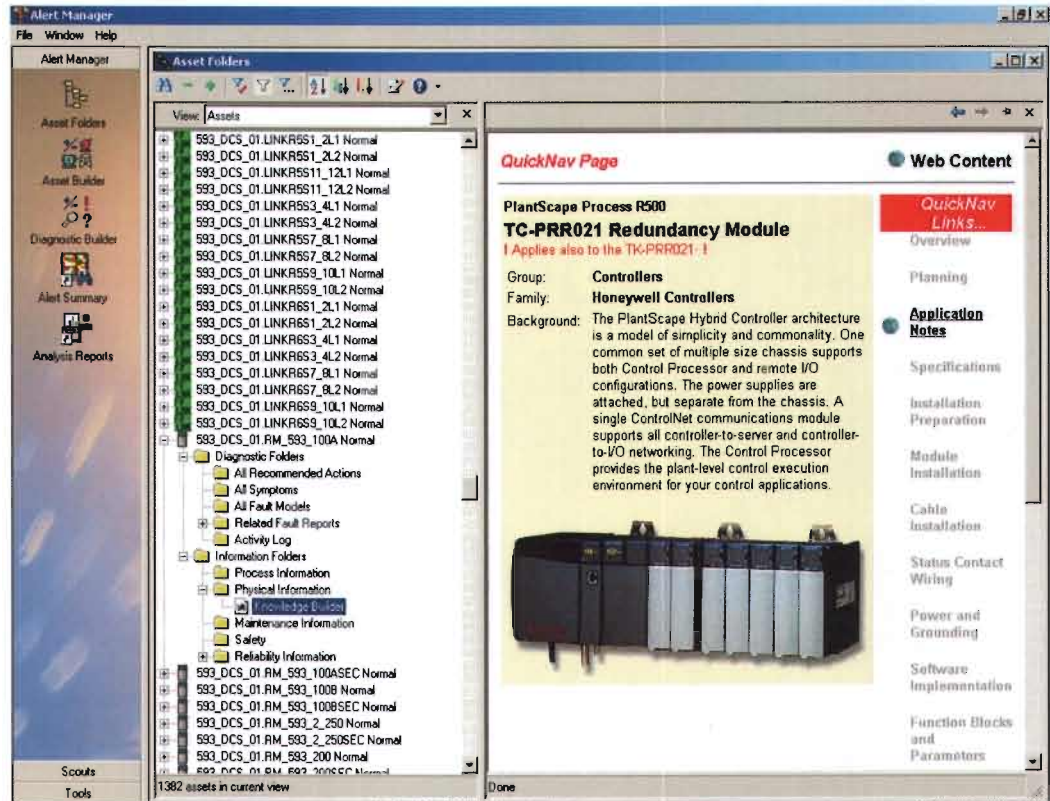 Alert Manager
File Window Help
Alert Manager
Asset Folders
Asset Builder
Diagnostic Builder
Alert Summary
Analysis Reports
Scouts
Tools
Asset Folders
View: Assets
593_DCS_01.LINKR5S1_2L1 Normal
593_DCS_01.LINKR5S1_2L2 Normal
593_DCS_01.LINKR5S11_12L1 Normal
593_DCS_01.LINKR5S11_12L2 Normal
593_DCS_01.LINKR5S3_4L1 Normal
593_DCS_01.LINKR5S3_4L2 Normal
593_DCS_01.LINKR5S7_8L1 Normal
593_DCS_01.LINKR5S7_8L2 Normal
593_DCS_01.LINKR5S9_10L1 Normal
593_DCS_01.LINKR5S9_10L2 Normal
593_DCS_01.LINKR6S1_2L1 Normal
593_DCS_01.LINKR6S1_2L2 Normal
593_DCS_01.LINKR6S3_4L1 Normal
593_DCS_01.LINKR6S3_4L2 Normal
593_DCS_01.LINKR6S7_8L1 Normal
593_DCS_01.LINKR6S7_8L2 Normal
593_DCS_01.LINKR6S9_10L1 Normal
593_DCS_01.LINKR6S9_10L2 Normal
593_DCS_01.RM_593_100A Normal
Diagnostic Folders
All Recommended Actions
All Symptoms
All Fault Models
Related Fault Reports
Activity Log
Information Folders
Process Information
Physical Information
Knowledge Builder
Maintenance Information
Safety
Reliability Information
593_DCS_01.RM_593_100ASEC Normal
593_DCS_01.RM_593_100B Normal
593_DCS_01.RM_593_100BSEC Normal
593_DCS_01.RM_593_2_250 Normal
593_DCS_01.RM_593_2_250SEC Normal
593_DCS_01.RM_593_200 Normal
593_DCS_01.RM_593_200SEC Normal
1382 assets in current view
QuickNav Page
Web Content
PlantScape Process R500
TC-PRR021 Redundancy Module
! Applies also to the TK-PRR021- !
Group: Controllers
Family: Honeywell Controllers
Background: The PlantScape Hybrid Controller architecture
is a model of simplicity and commonality. One
common set of multiple size chassis supports
both Control Processor and remote I/O
configurations. The power supplies are
attached, but separate from the chassis. A
single ControlNet communications module
supports all controller-to-server and controller-
to-I/O networking. The Control Processor
provides the plant-level control execution
environment for your control applications.
QuickNav
Links...
Overview
Planning
Application
Notes
Specifications
Installation
Preparation
Module
Installation
Cable
Installation
Status Contact
Wiring
Power and
Grounding
Software
Implementation
Function Blocks
and
Parameters
Done